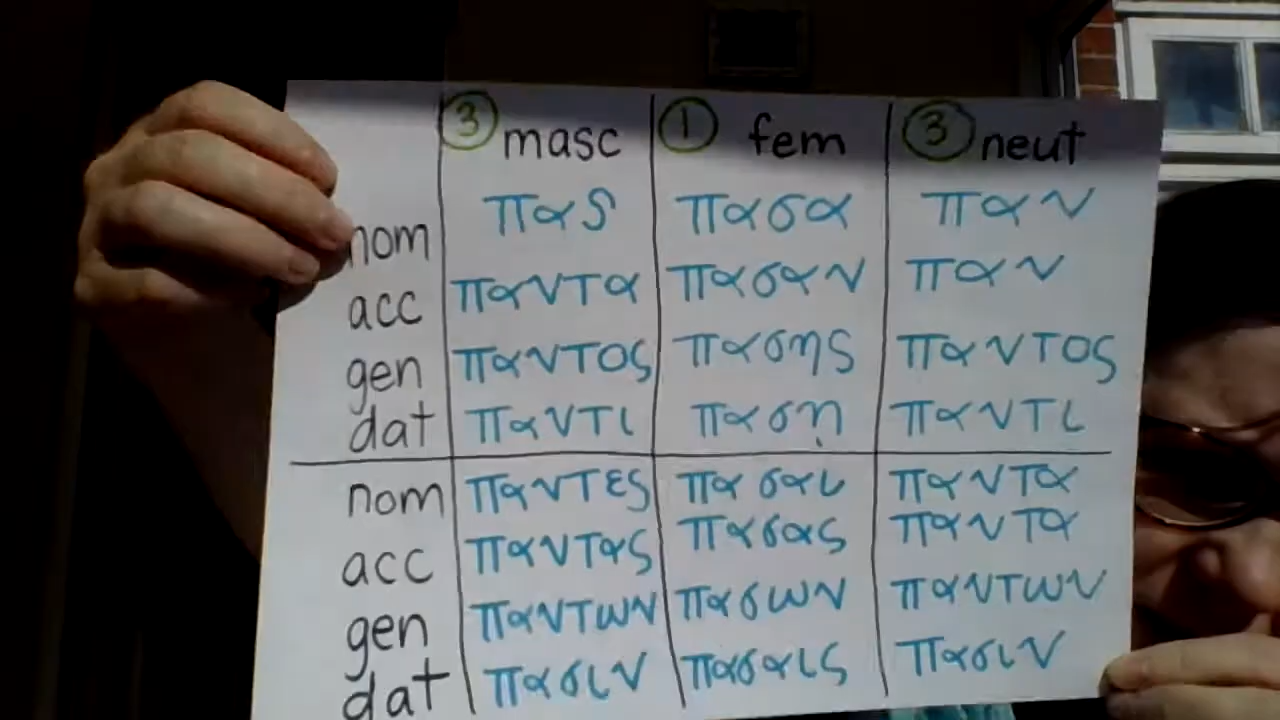 ③ masc ① fem ③ neut
nom πας πασα παν
acc παντα πασαν παν
gen παντος πασης παντος
dat παντι πασῃ παντι
nom παντες πασαι παντα
acc παντας πασας παντα
gen παντων πασων παντων
dat πασιν πασαις πασιν